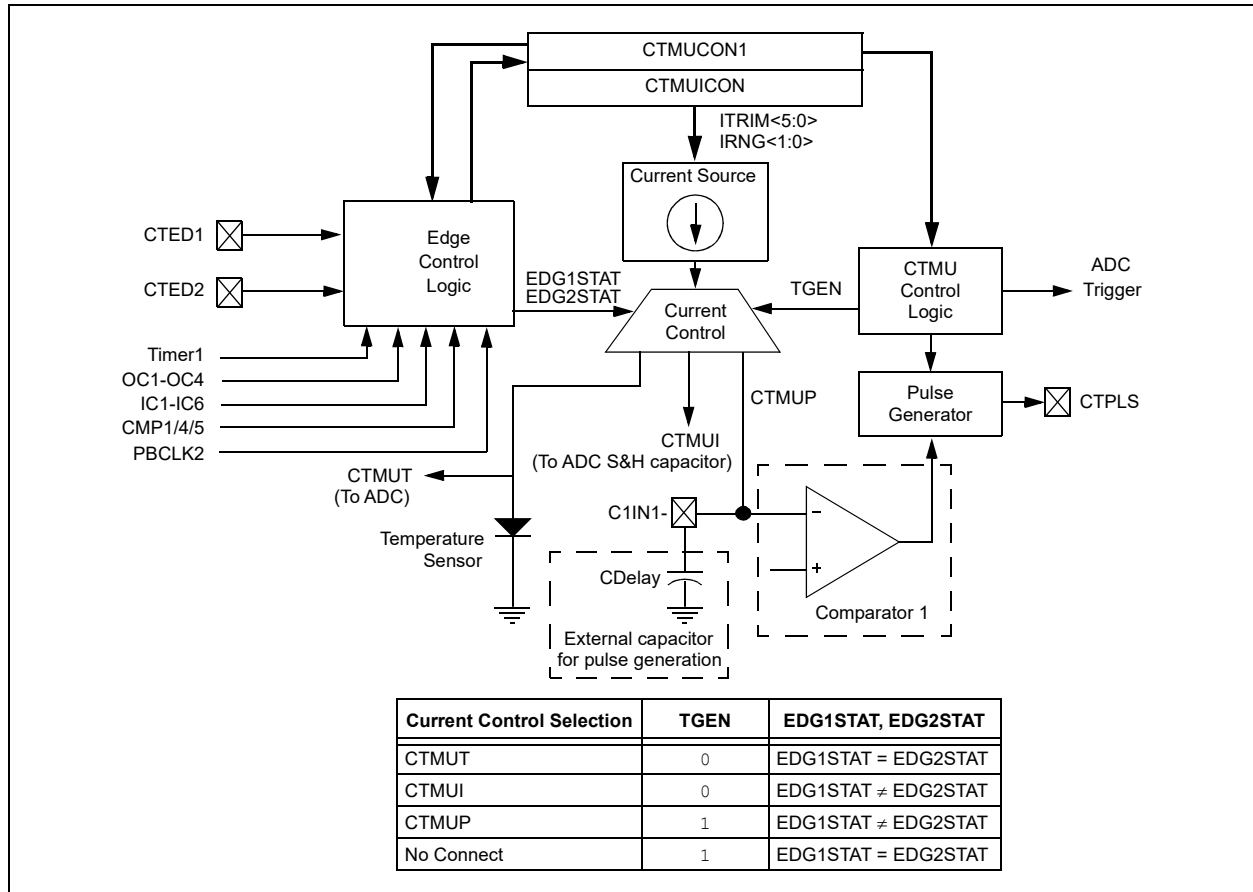 CTMUCON1
CTMUICON
ITRIM<5:0>
IRNG<1:0>
Current Source
CTED1
CTED2
Edge
Control
Logic
EDG1STAT
EDG2STAT
Current
Control
TGEN
CTMU
Control
Logic
ADC
Trigger
Timer1
OC1-OC4
IC1-IC6
CMP1/4/5
PBCLK2
CTMUP
Pulse
Generator
CTPLS
CTMUI
(To ADC S&H capacitor)
CTMUT
(To ADC)
C1IN1-
Temperature
Sensor
CDelay
External capacitor
for pulse generation
–
+
Comparator 1
Current Control Selection TGEN EDG1STAT, EDG2STAT
CTMUT 0 EDG1STAT = EDG2STAT
CTMUI 0 EDG1STAT ≠ EDG2STAT
CTMUP 1 EDG1STAT ≠ EDG2STAT
No Connect 1 EDG1STAT = EDG2STAT